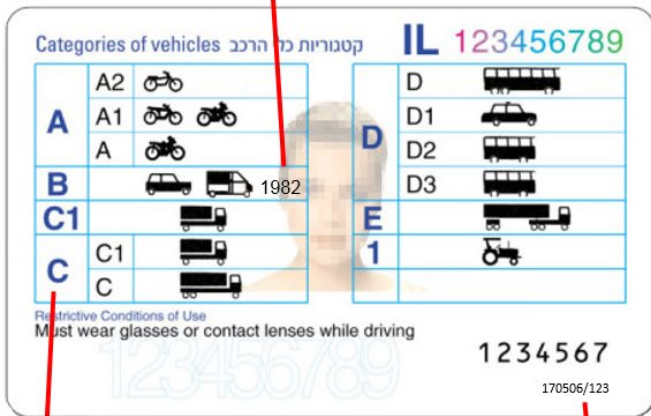 Categories of vehicles קטגוריות כלי הרכב IL 123456789
A
A2
A1
A
B 1982
C1
C
C1
C
D
D
D1
D2
D3
E
1
Restrictive Conditions of Use
Must wear glasses or contact lenses while driving
123456789
1234567
170506/123